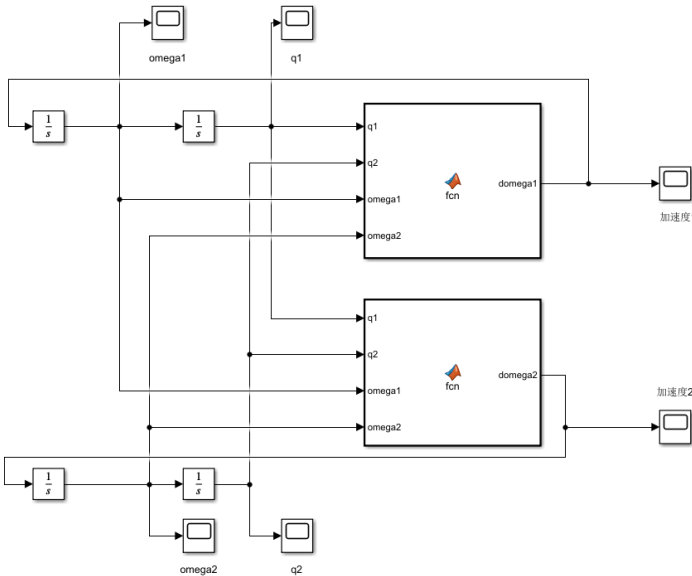 omega1
q1
1
s
1
s
q1
q2
omega1
omega2
fcn
domega1
加速度
q1
q2
omega1
omega2
fcn
domega2
加速度2
1
s
1
s
omega2
q2